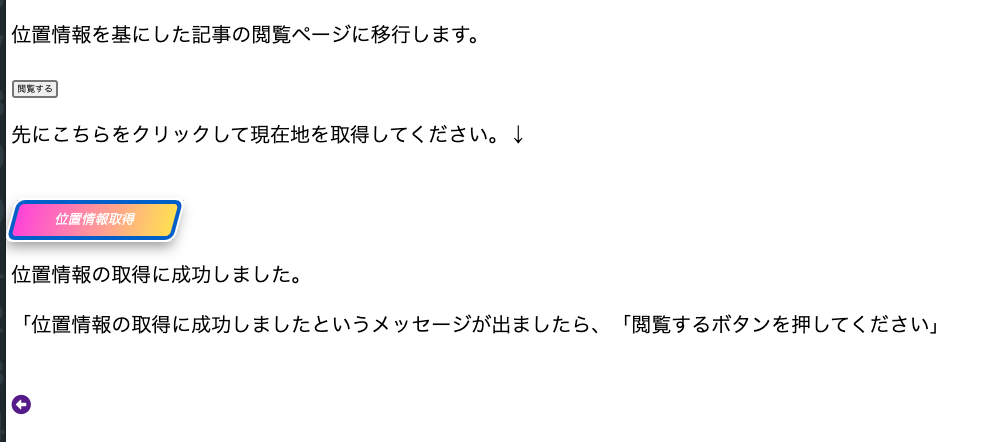 位置情報を基にした記事の閲覧ページに移行します。
閲覧する
先にこちらをクリックして現在地を取得してください。↓
位置情報取得
位置情報の取得に成功しました。
「位置情報の取得に成功しましたというメッセージが出ましたら、「閲覧するボタンを押してください」